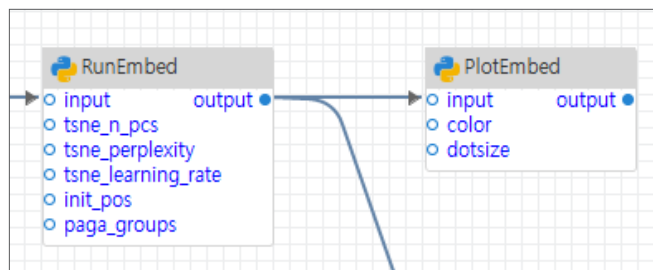 RunEmbed
input output
tsne_n_pcs
tsne_perplexity
tsne_learning_rate
init_pos
paga_groups
PlotEmbed
input output
color
dotsize